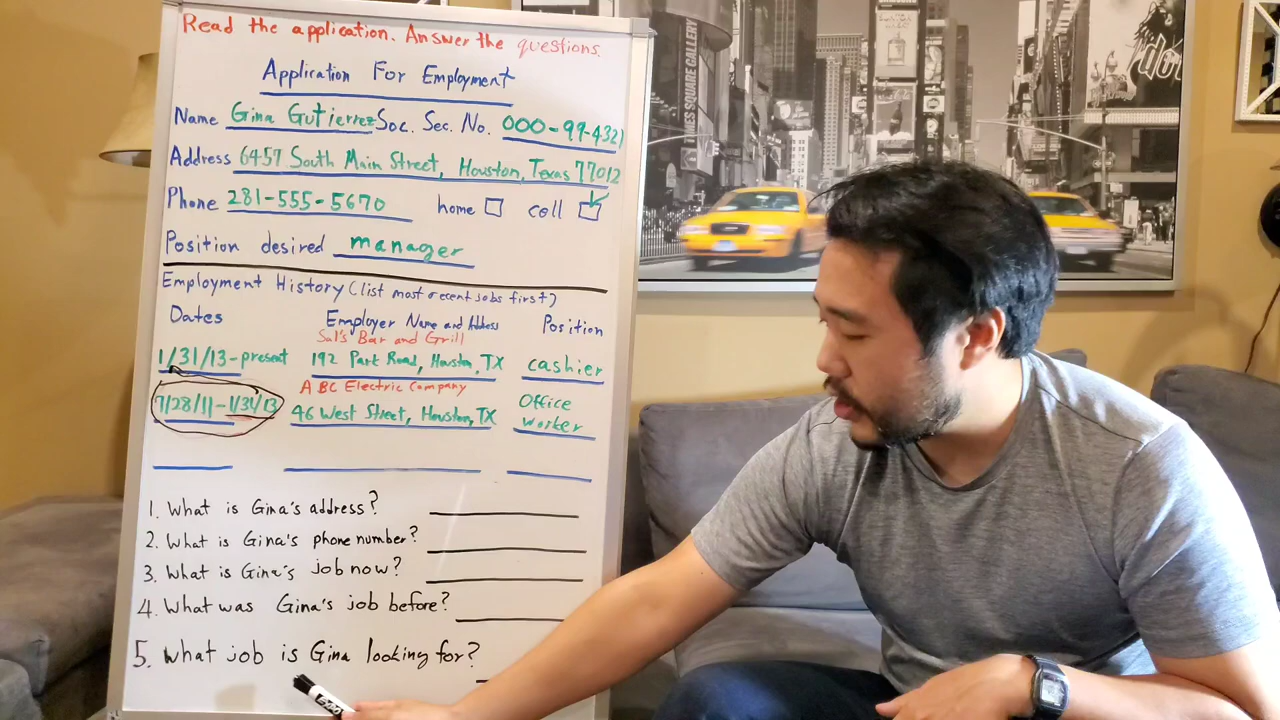 Read the application. Answer the questions.
Application For Employment
Name Gina Gutierrez Soc. Sec. No. 000-99-4321
Address 6457 South Main Street, Houston, Texas 77012
Phone 281-555-5670 home cell
Position desired manager
Employment History (list most recent jobs first)
Dates Employer Name and Address Position
Sal's Bar and Grill
1/31/13-present 192 Park Road, Houston, TX cashier
ABC Electric Company
7/28/11-1/31/13 46 West Street, Houston, TX Office worker
1. What is Gina's address?
2. What is Gina's phone number?
3. What is Gina's job now?
4. What was Gina's job before?
5. What job is Gina looking for?
EXPO
TIMES SQUARE GALLERY